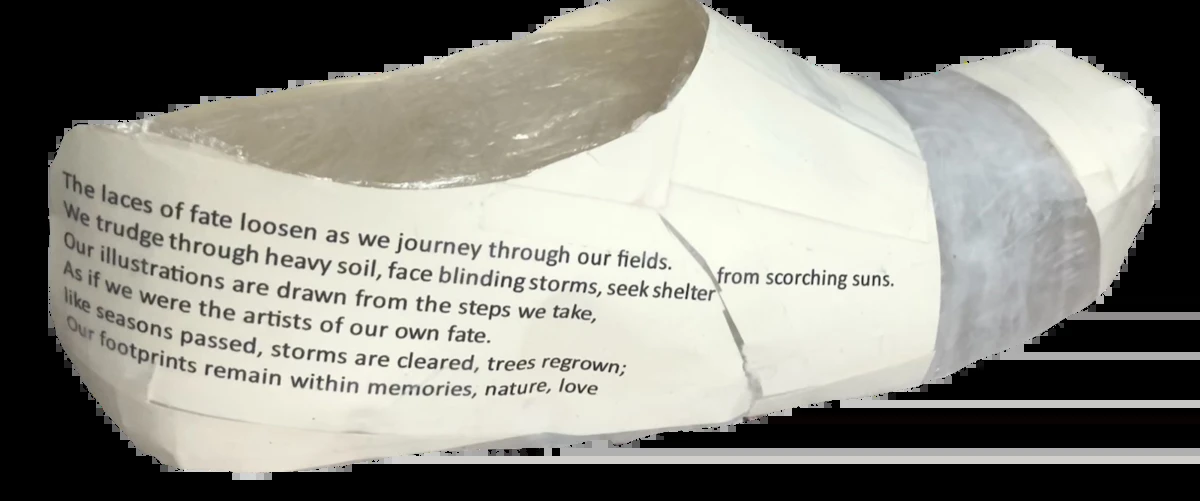 The laces of fate loosen as we journey through our fields.
We trudge through heavy soil, face blinding storms, seek shelter from scorching suns.
Our illustrations are drawn from the steps we take,
As if we were the artists of our own fate.
like seasons passed, storms are cleared, trees regrown;
Our footprints remain within memories, nature, love